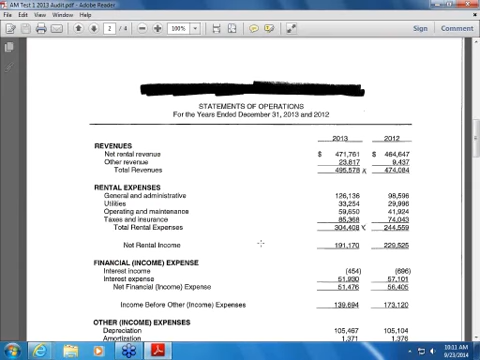 AM Test 1 2013 Audit.pdf - Adobe Reader
File Edit View Window Help
2 / 4 100% Sign Comment
STATEMENTS OF OPERATIONS
For the Years Ended December 31, 2013 and 2012
2013 2012
REVENUES
Net rental revenue $ 471,761 $ 464,647
Other revenue 23,817 9,437
Total Revenues 495,578 x 474,084
RENTAL EXPENSES
General and administrative 126,136 98,596
Utilities 33,254 29,996
Operating and maintenance 59,650 41,924
Taxes and insurance 85,368 74,043
Total Rental Expenses 304,408 x 244,559
Net Rental Income 191,170 229,525
FINANCIAL (INCOME) EXPENSE
Interest income (454) (696)
Interest expense 51,930 57,101
Net Financial (Income) Expense 51,476 56,405
Income Before Other (Income) Expenses 139,694 173,120
OTHER (INCOME) EXPENSES
Depreciation 105,467 105,104
Amortization 1,371 1,376
10:11 AM
9/23/2014